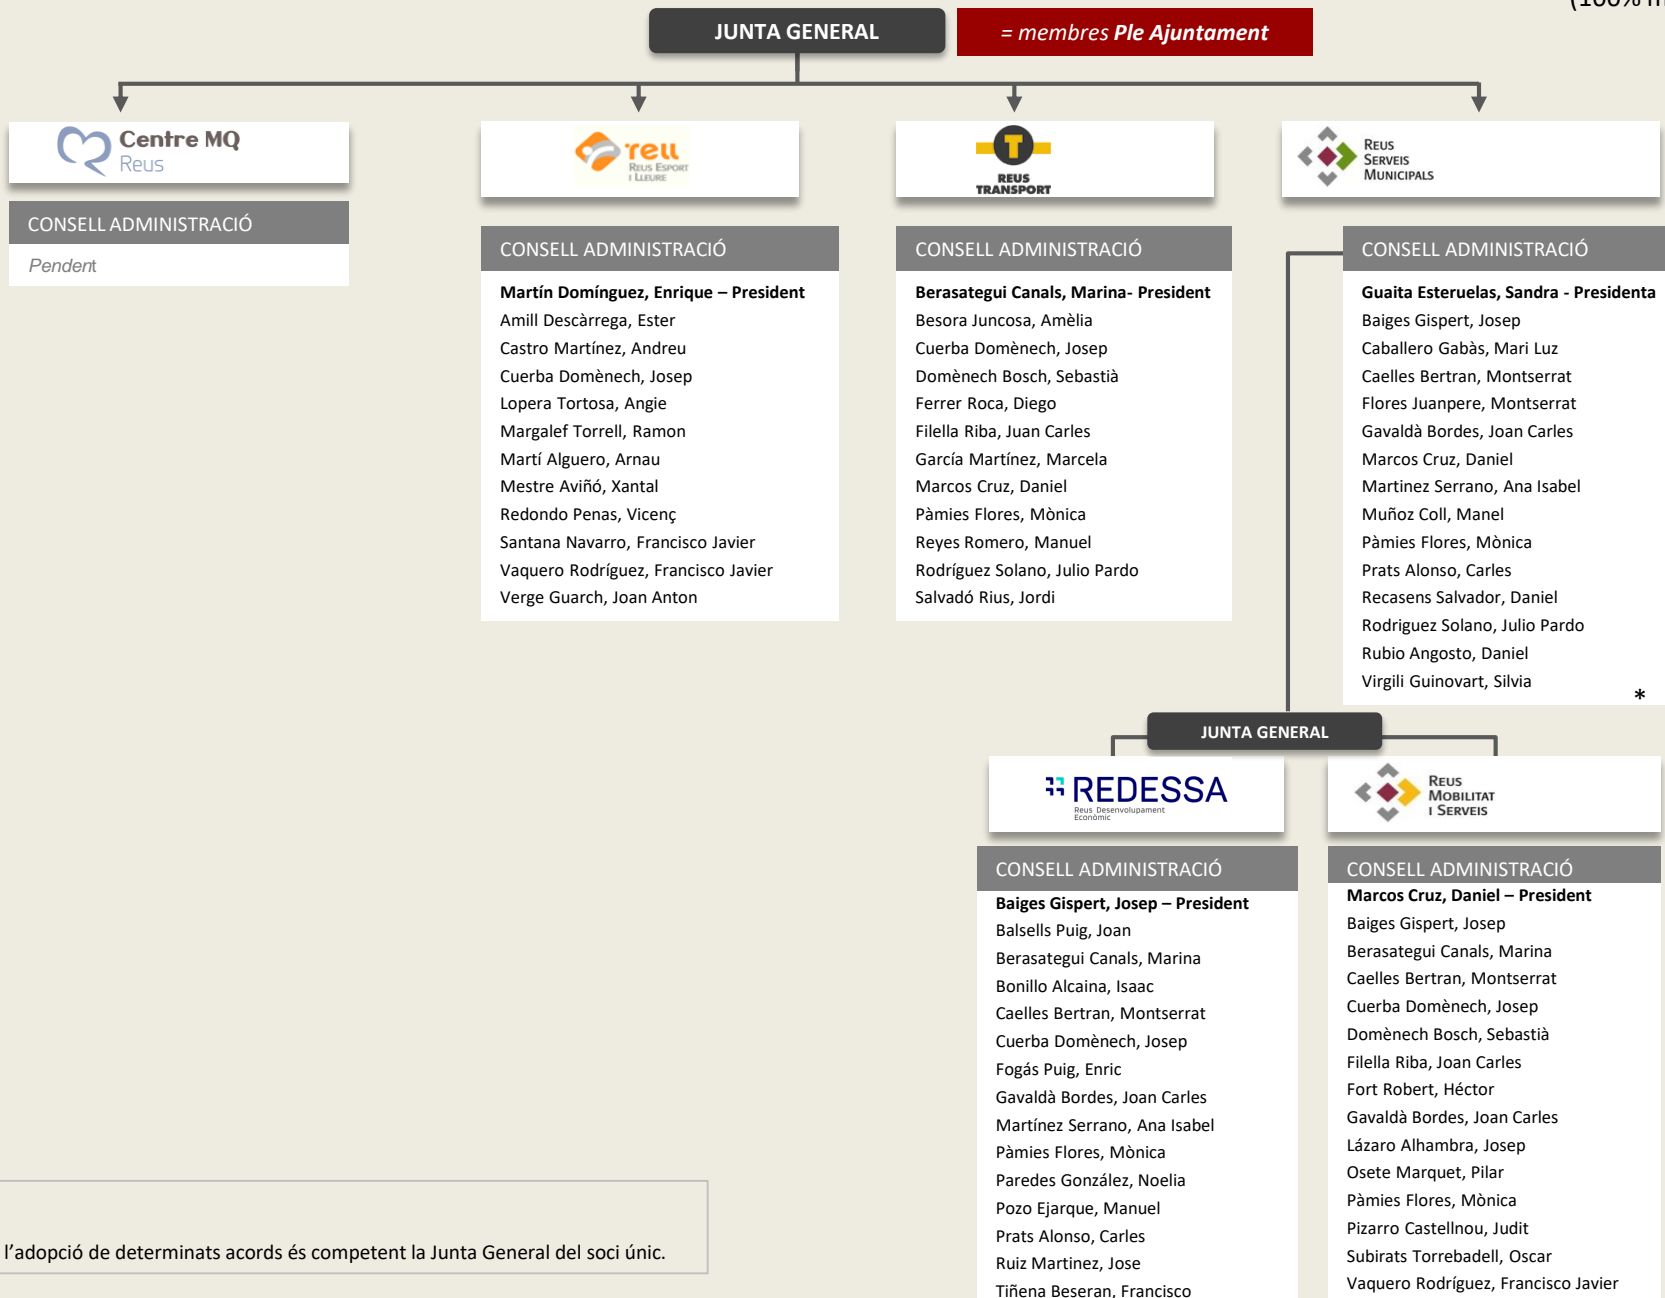 (100% m
JUNTA GENERAL
= membres Ple Ajuntament
Centre MQ
Reus
CONSELL ADMINISTRACIÓ
Pendent
rell
REUS ESPORT
I LLEURE
CONSELL ADMINISTRACIÓ
Martín Domínguez, Enrique – President
Amill Descàrrega, Ester
Castro Martínez, Andreu
Cuerba Domènech, Josep
Lopera Tortosa, Angie
Margalef Torrell, Ramon
Martí Alguero, Arnau
Mestre Aviñó, Xantal
Redondo Penas, Vicenç
Santana Navarro, Francisco Javier
Vaquero Rodríguez, Francisco Javier
Verge Guarch, Joan Anton
T
REUS
TRANSPORT
CONSELL ADMINISTRACIÓ
Berasategui Canals, Marina- President
Besora Juncosa, Amèlia
Cuerba Domènech, Josep
Domènech Bosch, Sebastià
Ferrer Roca, Diego
Filella Riba, Juan Carles
García Martínez, Marcela
Marcos Cruz, Daniel
Pàmies Flores, Mònica
Reyes Romero, Manuel
Rodríguez Solano, Julio Pardo
Salvadó Rius, Jordi
REUS
SERVEIS
MUNICIPALS
CONSELL ADMINISTRACIÓ
Guaita Esteruelas, Sandra - Presidenta
Baiges Gispert, Josep
Caballero Gabàs, Mari Luz
Caelles Bertran, Montserrat
Flores Juanpere, Montserrat
Gavaldà Bordes, Joan Carles
Marcos Cruz, Daniel
Martinez Serrano, Ana Isabel
Muñoz Coll, Manel
Pàmies Flores, Mònica
Prats Alonso, Carles
Recasens Salvador, Daniel
Rodriguez Solano, Julio Pardo
Rubio Angosto, Daniel
Virgili Guinovart, Silvia
*
JUNTA GENERAL
REDESSA
Reus Desenvolupament
Econòmic
CONSELL ADMINISTRACIÓ
Baiges Gispert, Josep – President
Balsells Puig, Joan
Berasategui Canals, Marina
Bonillo Alcaina, Isaac
Caelles Bertran, Montserrat
Cuerba Domènech, Josep
Fogás Puig, Enric
Gavaldà Bordes, Joan Carles
Martínez Serrano, Ana Isabel
Pàmies Flores, Mònica
Paredes González, Noelia
Pozo Ejarque, Manuel
Prats Alonso, Carles
Ruiz Martinez, Jose
Tiñena Beseran, Francisco
REUS
MOBILITAT
I SERVEIS
CONSELL ADMINISTRACIÓ
Marcos Cruz, Daniel – President
Baiges Gispert, Josep
Berasategui Canals, Marina
Caelles Bertran, Montserrat
Cuerba Domènech, Josep
Domènech Bosch, Sebastià
Filella Riba, Joan Carles
Fort Robert, Héctor
Gavaldà Bordes, Joan Carles
Lázaro Alhambra, Josep
Osete Marquet, Pilar
Pàmies Flores, Mònica
Pizarro Castellnou, Judit
Subirats Torrebadell, Oscar
Vaquero Rodríguez, Francisco Javier
l'adopció de determinats acords és competent la Junta General del soci únic.